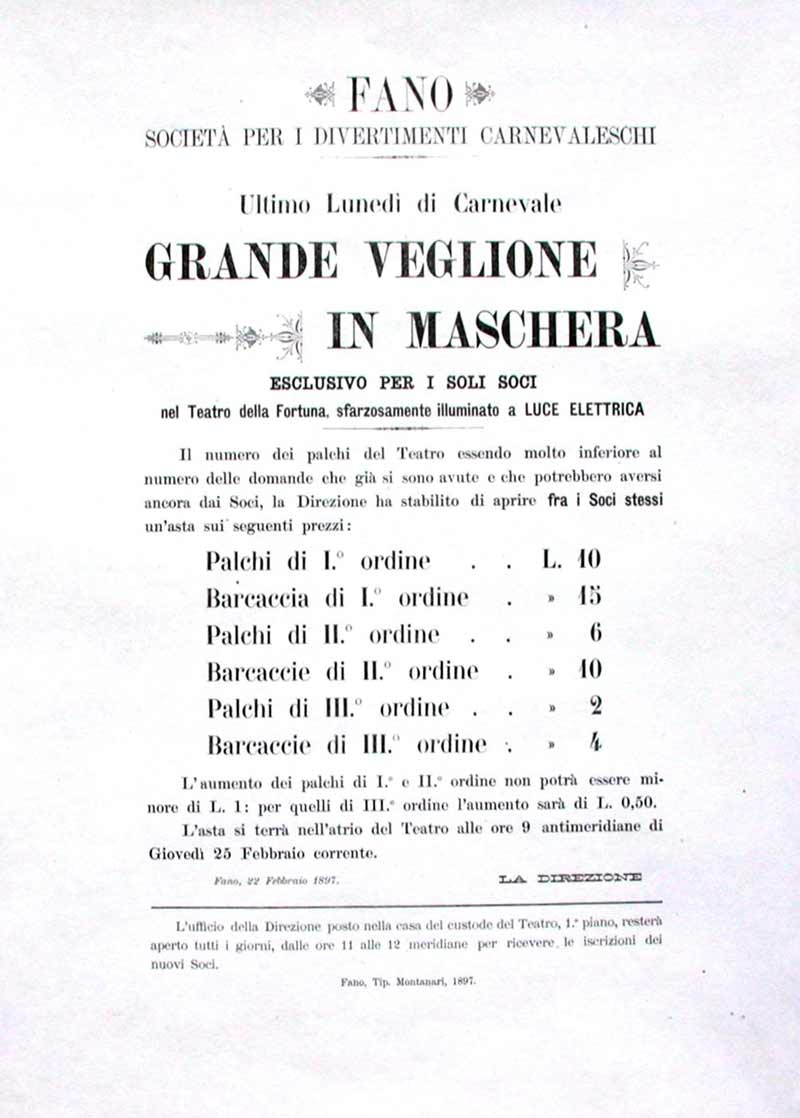 FANO
SOCIETÀ PER I DIVERTIMENTI CARNEVALESCHI
Ultimo Lunedì di Carnevale
GRANDE VEGLIONE
IN MASCHERA
ESCLUSIVO PER I SOLI SOCI
nel Teatro della Fortuna, sfarzosamente illuminato a LUCE ELETTRICA
Il numero dei palchi del Teatro essendo molto inferiore al
numero delle domande che già si sono avute e che potrebbero aversi
ancora dai Soci, la Direzione ha stabilito di aprire fra i Soci stessi
un'asta sui seguenti prezzi:
Palchi di I.° ordine . . L. 10
Barcaccia di I.° ordine . » 15
Palchi di II.° ordine . . » 6
Barcaccie di II.° ordine . » 10
Palchi di III.° ordine . . » 2
Barcaccie di III.° ordine . » 4
L'aumento dei palchi di I.° e II.° ordine non potrà essere mi-
nore di L. 1: per quelli di III.° ordine l'aumento sarà di L. 0,50.
L'asta si terrà nell'atrio del Teatro alle ore 9 antimeridiane di
Giovedì 25 Febbraio corrente.
Fano, 22 Febbraio 1897.
LA DIREZIONE
L'ufficio della Direzione posto nella casa del custode del Teatro, 1.° piano, resterà
aperto tutti i giorni, dalle ore 11 alle 12 meridiane per ricevere le iscrizioni dei
nuovi Soci.
Fano, Tip. Montanari, 1897.